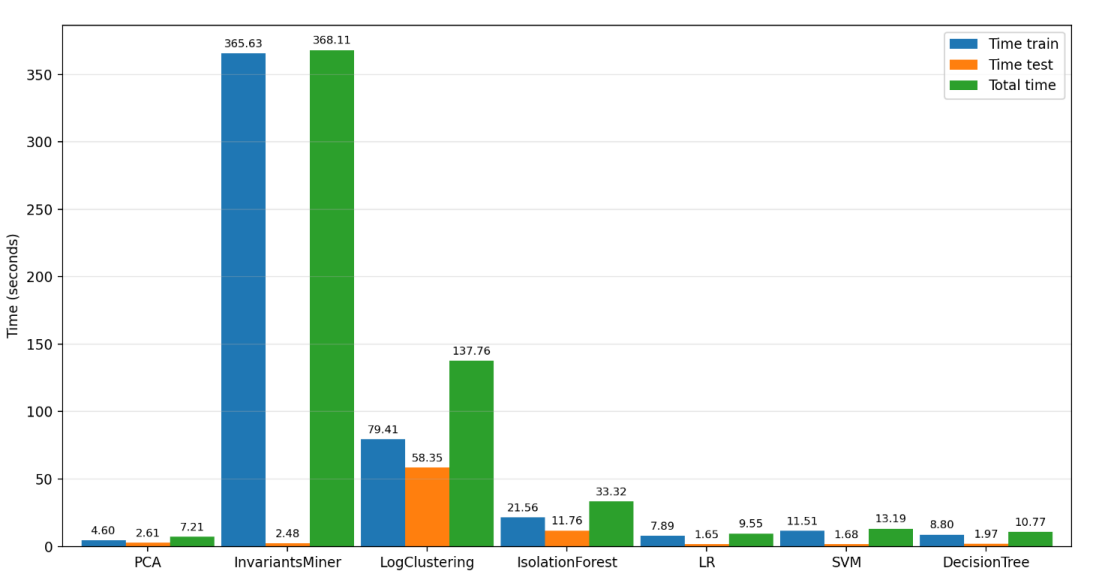 Time train
Time test
Total time
Time (seconds)
350
300
250
200
150
100
50
0
365.63
368.11
137.76
79.41
58.35
33.32
21.56
11.76
4.60
2.61
7.21
2.48
7.89
1.65
9.55
11.51
1.68
13.19
8.80
1.97
10.77
PCA
InvariantsMiner
LogClustering
IsolationForest
LR
SVM
DecisionTree